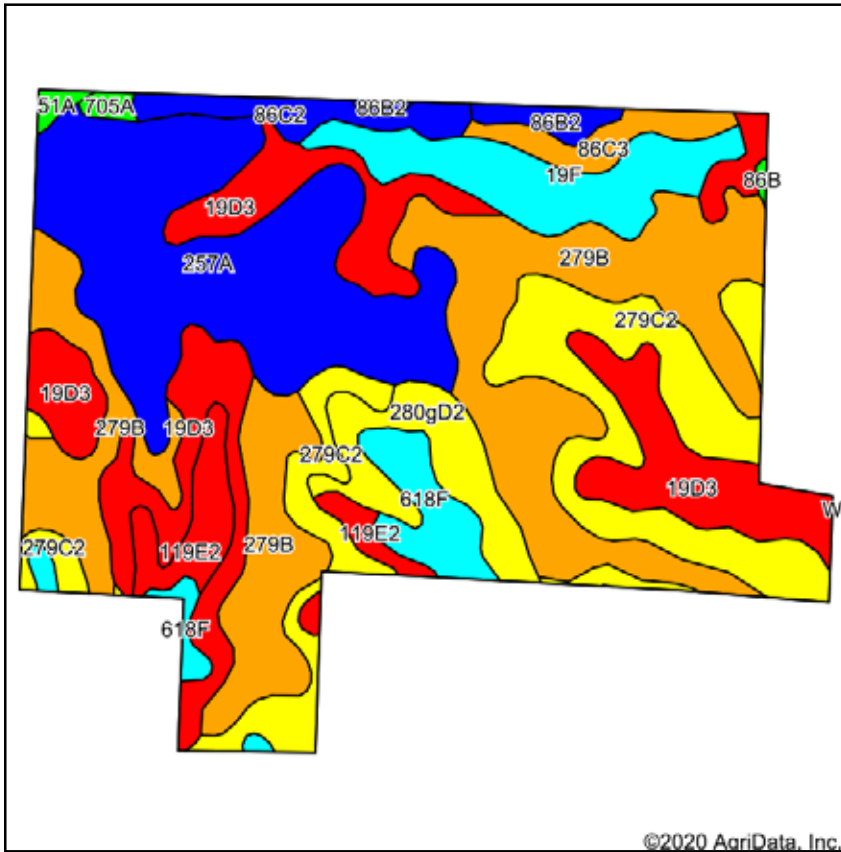 51A
705A
86C2
86B2
86B2
86C3
19F
86B
19D3
279B
257A
279C2
19D3
280gD2
279B
19D3
279C2
19D3
618F
W
119E2
279C2
119E2
279B
618F
©2020 AgriData, Inc.